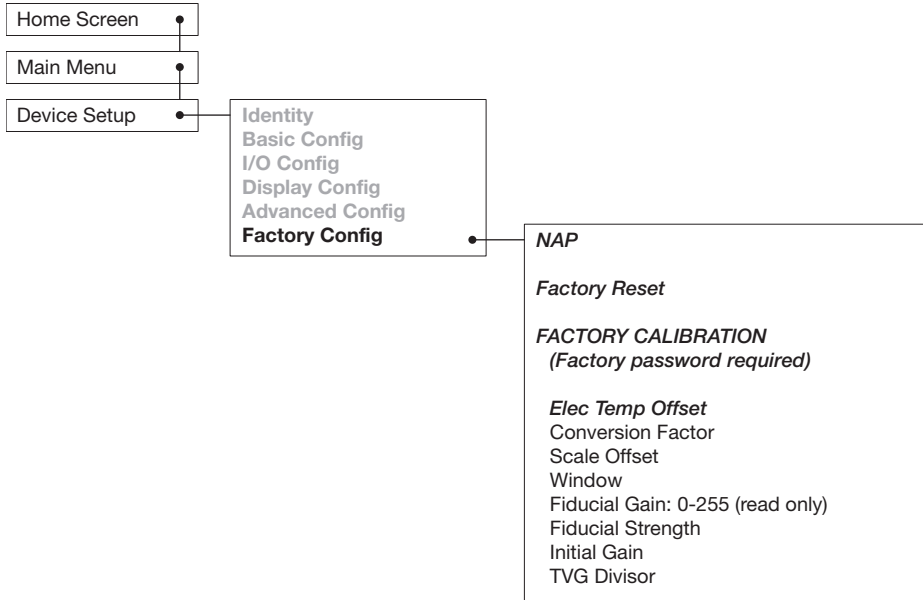 Home Screen
Main Menu
Device Setup
Identity
Basic Config
I/O Config
Display Config
Advanced Config
Factory Config
NAP
Factory Reset
FACTORY CALIBRATION
(Factory password required)
Elec Temp Offset
Conversion Factor
Scale Offset
Window
Fiducial Gain: 0-255 (read only)
Fiducial Strength
Initial Gain
TVG Divisor